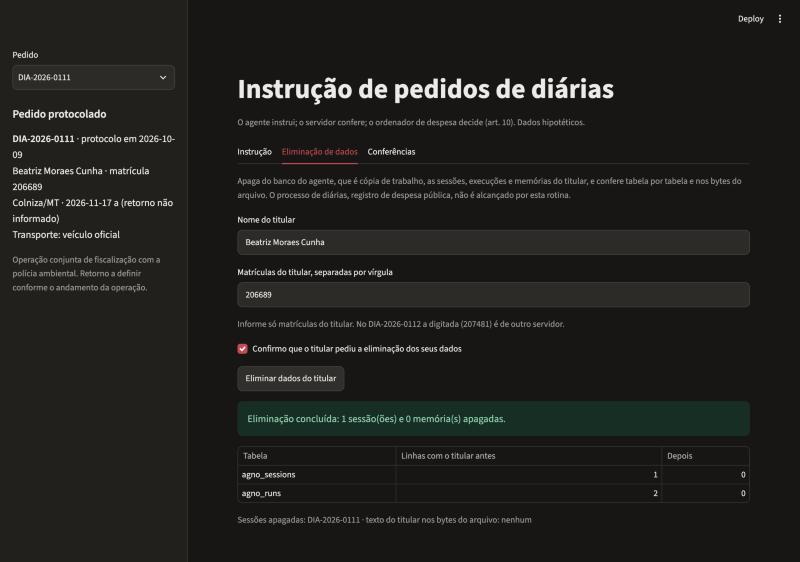 Deploy
Pedido
DIA-2026-0111
Pedido protocolado
DIA-2026-0111 · protocolo em 2026-10-
09
Beatriz Moraes Cunha · matrícula
206689
Colniza/MT · 2026-11-17 a (retorno não
informado)
Transporte: veículo oficial
Operação conjunta de fiscalização com a
polícia ambiental. Retorno a definir
conforme o andamento da operação.
Instrução de pedidos de diárias
O agente instrui; o servidor confere; o ordenador de despesa decide (art. 10). Dados hipotéticos.
Instrução Eliminação de dados Conferências
Apaga do banco do agente, que é cópia de trabalho, as sessões, execuções e memórias do titular, e confere tabela por tabela e nos bytes do
arquivo. O processo de diárias, registro de despesa pública, não é alcançado por esta rotina.
Nome do titular
Beatriz Moraes Cunha
Matrículas do titular, separadas por vírgula
206689
Informe só matrículas do titular. No DIA-2026-0112 a digitada (207481) é de outro servidor.
Confirmo que o titular pediu a eliminação dos seus dados
Eliminar dados do titular
Eliminação concluída: 1 sessão(ões) e 0 memória(s) apagadas.
Tabela Linhas com o titular antes Depois
agno_sessions 1 0
agno_runs 2 0
Sessões apagadas: DIA-2026-0111 · texto do titular nos bytes do arquivo: nenhum